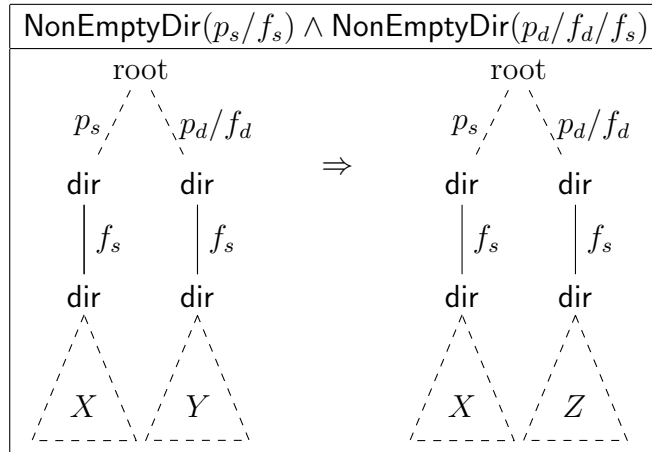 NonEmptyDir(p_s/f_s) ∧ NonEmptyDir(p_d/f_d/f_s)
root root
p_s p_d/f_d p_s p_d/f_d
⇒
dir dir dir dir
f_s f_s f_s f_s
dir dir dir dir
X Y X Z